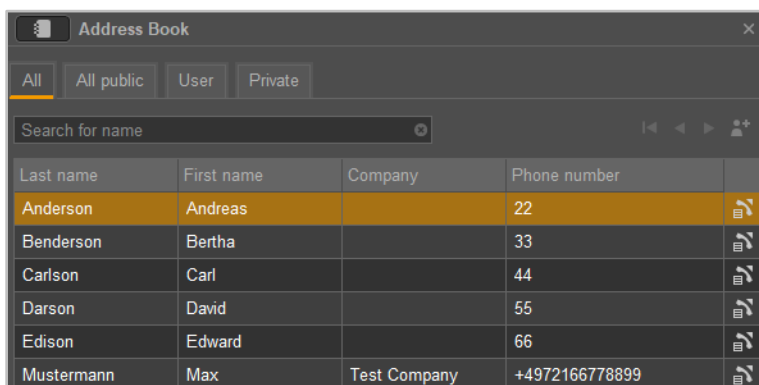 Address Book
All All public User Private
Search for name
Last name First name Company Phone number
Anderson Andreas 22
Benderson Bertha 33
Carlson Carl 44
Darson David 55
Edison Edward 66
Mustermann Max Test Company +4972166778899